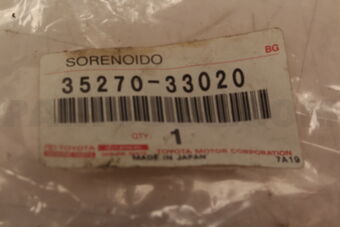 SORENOIDO BG
35270-33020
QTY: 1
TOYOTA TOYOTA MOTOR CORPORATION
MADE IN JAPAN 7A19